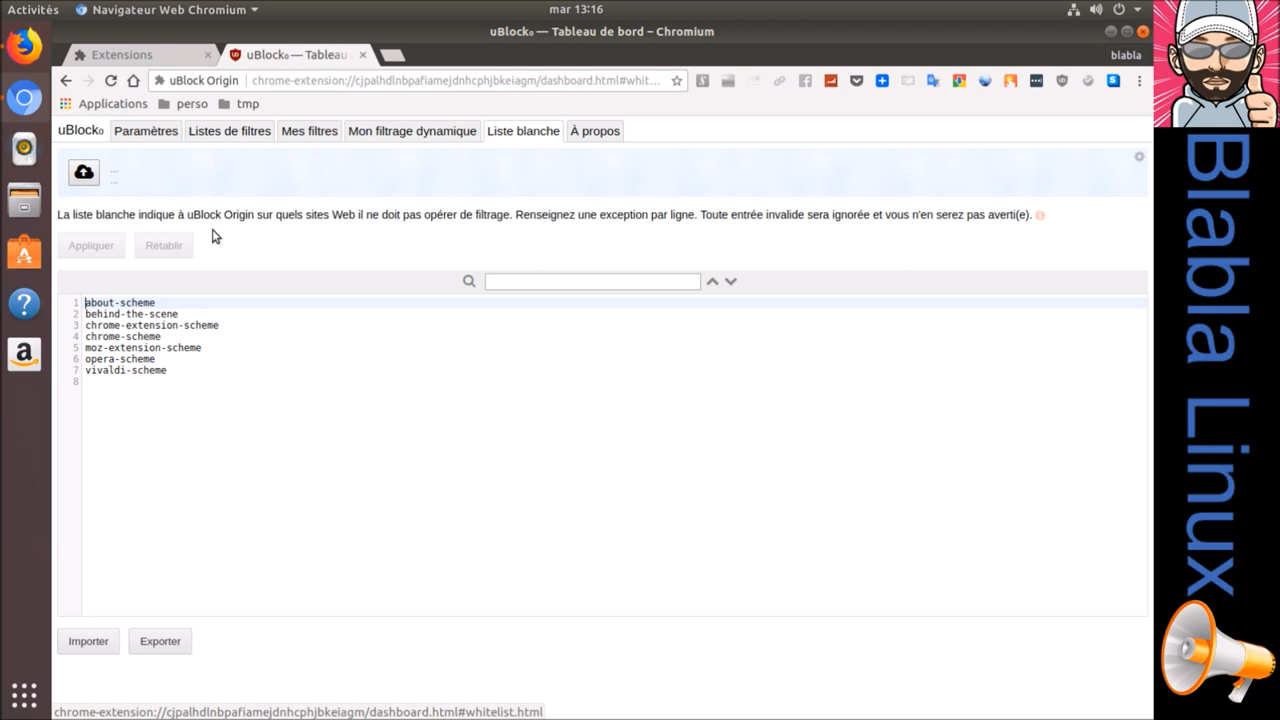 Activités
Navigateur Web Chromium
mar 13:16
uBlock₀ — Tableau de bord – Chromium
Extensions
uBlock₀ — Tableau
blabla
uBlock Origin
chrome-extension://cjpalhdlnbpafiamejdnhcphjbkeiagm/dashboard.html#whit...
Applications
perso
tmp
uBlock₀
Paramètres
Listes de filtres
Mes filtres
Mon filtrage dynamique
Liste blanche
À propos
...
...
La liste blanche indique à uBlock Origin sur quels sites Web il ne doit pas opérer de filtrage. Renseignez une exception par ligne. Toute entrée invalide sera ignorée et vous n'en serez pas averti(e).
Appliquer
Rétablir
1 about-scheme
2 behind-the-scene
3 chrome-extension-scheme
4 chrome-scheme
5 moz-extension-scheme
6 opera-scheme
7 vivaldi-scheme
8
Importer
Exporter
chrome-extension://cjpalhdlnbpafiamejdnhcphjbkeiagm/dashboard.html#whitelist.html
Blabla Linux